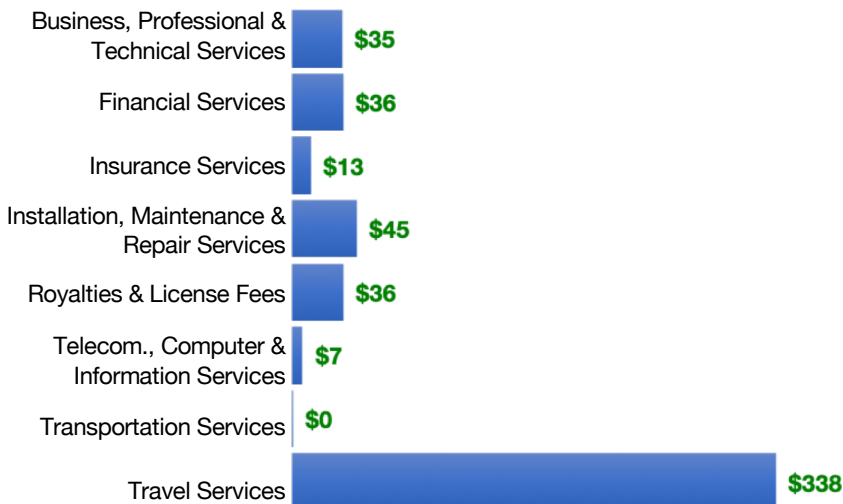 Business, Professional &
Technical Services
$35
Financial Services
$36
Insurance Services
$13
Installation, Maintenance &
Repair Services
$45
Royalties & License Fees
$36
Telecom., Computer &
Information Services
$7
Transportation Services
$0
Travel Services
$338